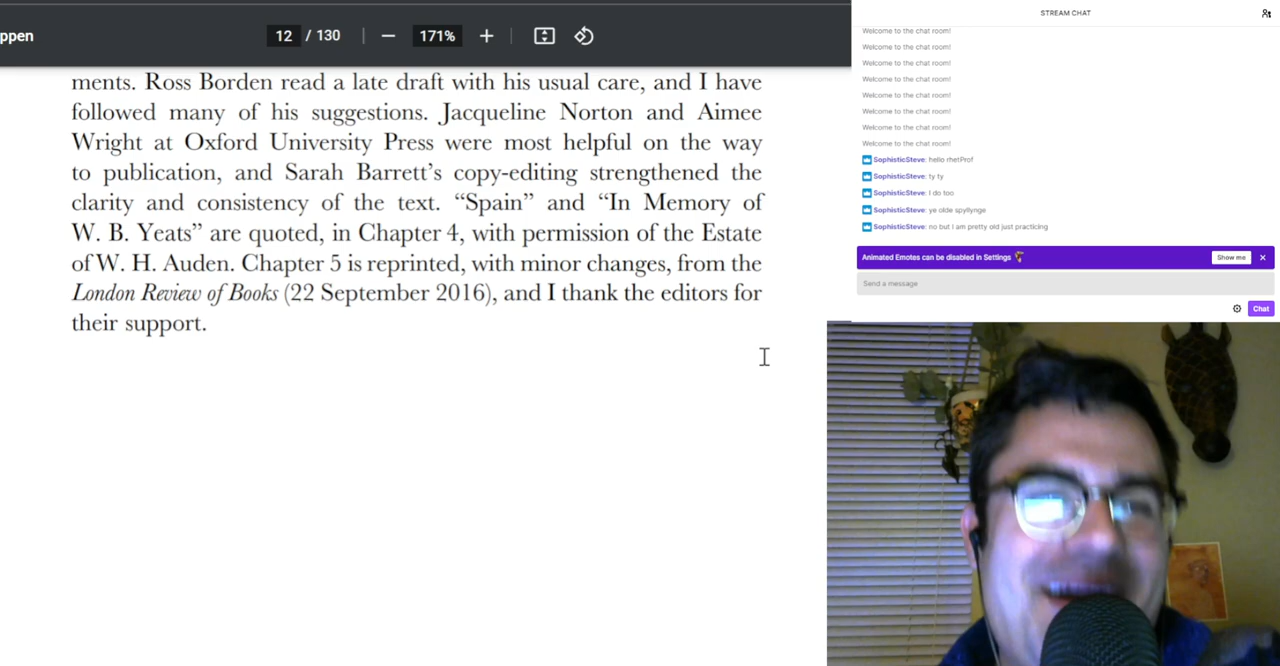 ppen
12 / 130
171%
ments. Ross Borden read a late draft with his usual care, and I have
followed many of his suggestions. Jacqueline Norton and Aimee
Wright at Oxford University Press were most helpful on the way
to publication, and Sarah Barrett’s copy-editing strengthened the
clarity and consistency of the text. “Spain” and “In Memory of
W. B. Yeats” are quoted, in Chapter 4, with permission of the Estate
of W. H. Auden. Chapter 5 is reprinted, with minor changes, from the
London Review of Books (22 September 2016), and I thank the editors for
their support.
STREAM CHAT
Welcome to the chat room!
Welcome to the chat room!
Welcome to the chat room!
Welcome to the chat room!
Welcome to the chat room!
Welcome to the chat room!
Welcome to the chat room!
Welcome to the chat room!
SophisticSteve: hello rhetProf
SophisticSteve: ty ty
SophisticSteve: I do too
SophisticSteve: ye olde spyllynge
SophisticSteve: no but I am pretty old just practicing
Animated Emotes can be disabled in Settings
Show me
Send a message
Chat